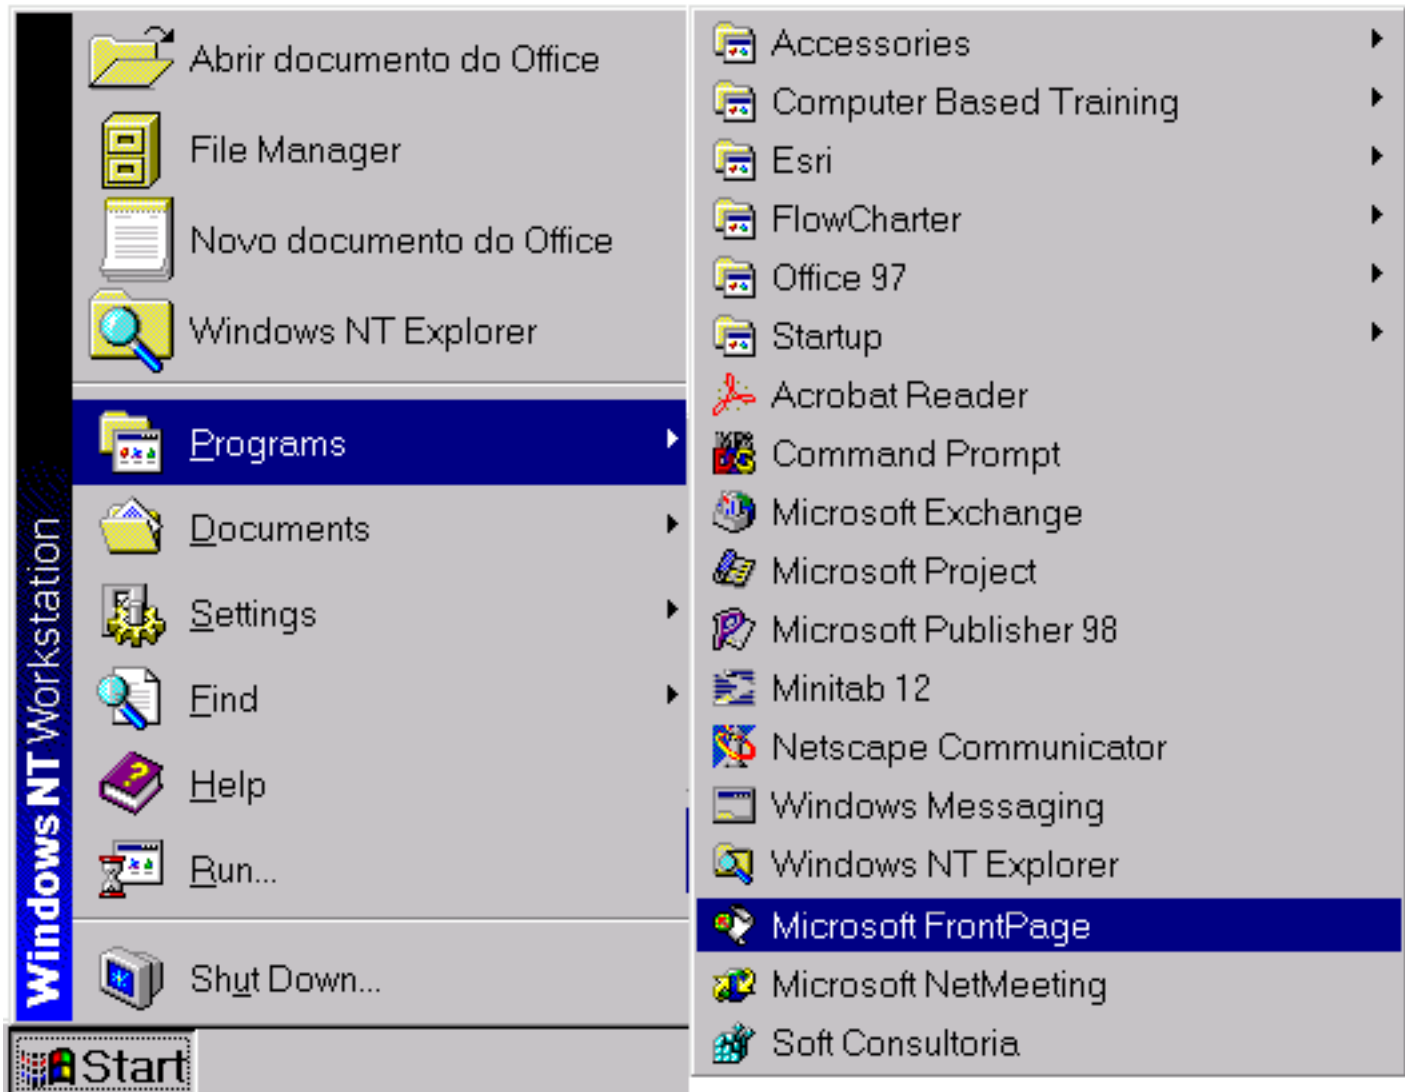 Abrir documento do Office
File Manager
Novo documento do Office
Windows NT Explorer
Programs
Documents
Settings
Find
Help
Run...
Shut Down...
Windows NT Workstation
Start
Accessories
Computer Based Training
Esri
FlowCharter
Office 97
Startup
Acrobat Reader
Command Prompt
Microsoft Exchange
Microsoft Project
Microsoft Publisher 98
Minitab 12
Netscape Communicator
Windows Messaging
Windows NT Explorer
Microsoft FrontPage
Microsoft NetMeeting
Soft Consultoria